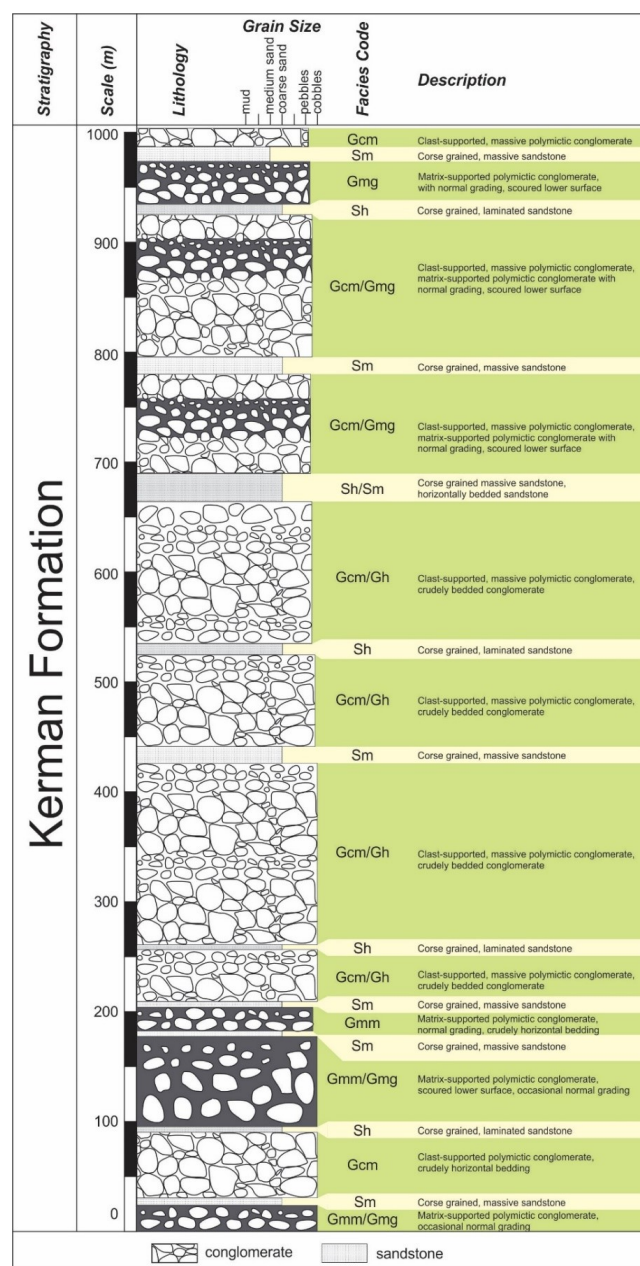 Stratigraphy
Scale (m)
Lithology
Grain Size
mud
medium sand
coarse sand
pebbles
cobbles
Facies Code
Description
Kerman Formation
1000
900
800
700
600
500
400
300
200
100
0
Gcm
Clast-supported, massive polymictic conglomerate
Sm
Corse grained, massive sandstone
Gmg
Matrix-supported polymictic conglomerate,
with normal grading, scoured lower surface
Sh
Corse grained, laminated sandstone
Gcm/Gmg
Clast-supported, massive polymictic conglomerate,
matrix-supported polymictic conglomerate with
normal grading, scoured lower surface
Sm
Corse grained, massive sandstone
Gcm/Gmg
Clast-supported, massive polymictic conglomerate,
matrix-supported polymictic conglomerate with
normal grading, scoured lower surface
Sh/Sm
Corse grained massive sandstone,
horizontally bedded sandstone
Gcm/Gh
Clast-supported, massive polymictic conglomerate,
crudely bedded conglomerate
Sh
Corse grained, laminated sandstone
Gcm/Gh
Clast-supported, massive polymictic conglomerate,
crudely bedded conglomerate
Sm
Corse grained, massive sandstone
Gcm/Gh
Clast-supported, massive polymictic conglomerate,
crudely bedded conglomerate
Sh
Corse grained, laminated sandstone
Gcm/Gh
Clast-supported, massive polymictic conglomerate,
crudely bedded conglomerate
Sm
Corse grained, massive sandstone
Gmm
Matrix-supported polymictic conglomerate,
normal grading, crudely horizontal bedding
Sm
Corse grained, massive sandstone
Gmm/Gmg
Matrix-supported polymictic conglomerate,
scoured lower surface, occasional normal grading
Sh
Corse grained, laminated sandstone
Gcm
Clast-supported polymictic conglomerate,
crudely horizontal bedding
Sm
Corse grained, massive sandstone
Gmm/Gmg
Matrix-supported polymictic conglomerate,
occasional normal grading
conglomerate
sandstone